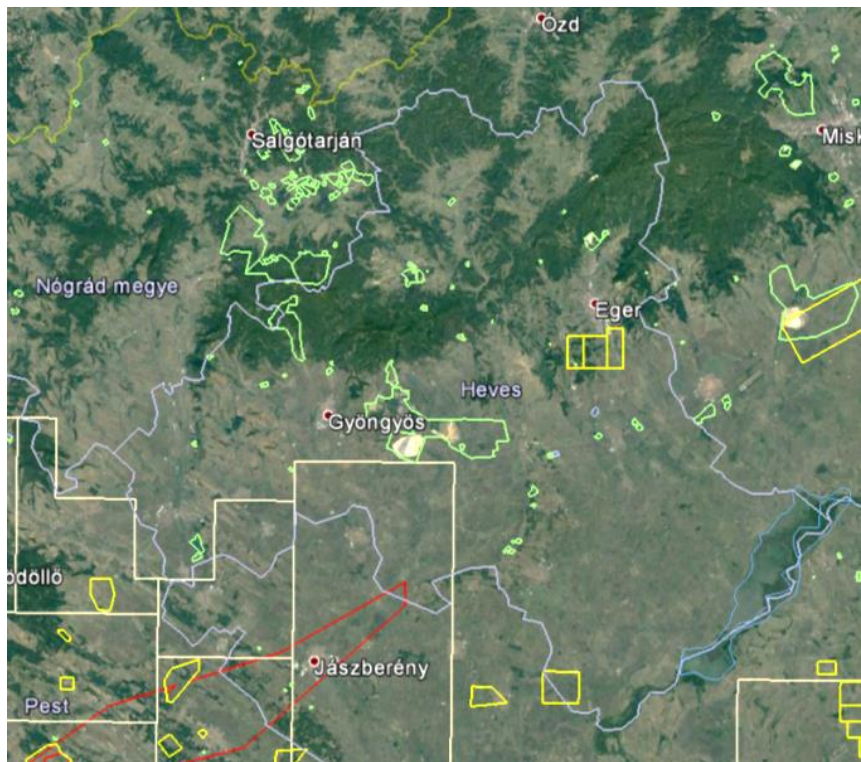 Ózd
Salgótarján
Misk
Nógrád megye
Eger
Heves
Gyöngyös
ödöllő
Jászberény
Pest